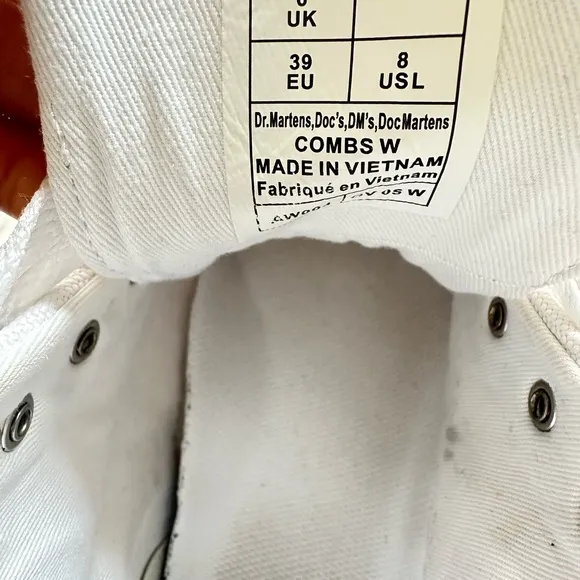 UK
39 8
EU USL
Dr.Martens,Doc's,DM's,DocMartens
COMBS W
MADE IN VIETNAM
Fabriqué en Vietnam